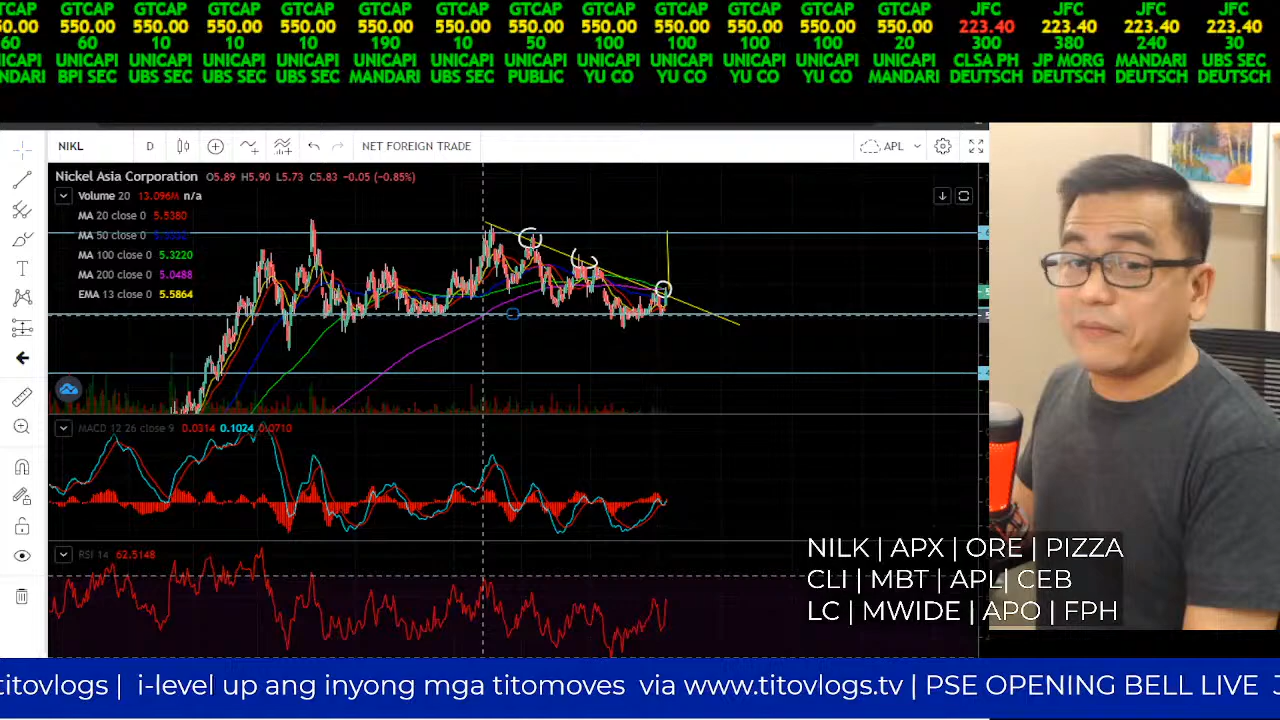 TCAP GTCAP GTCAP GTCAP GTCAP GTCAP GTCAP GTCAP GTCAP GTCAP GTCAP GTCAP JFC JFC JFC JFC
50.00 550.00 550.00 550.00 550.00 550.00 550.00 550.00 550.00 550.00 550.00 550.00 223.40 223.40 223.40 223.40
60 60 10 10 10 190 10 50 100 100 100 100 20 300 380 240 30
NICAPI UNICAPI UNICAPI UNICAPI UNICAPI UNICAPI UNICAPI UNICAPI UNICAPI UNICAPI UNICAPI UNICAPI UNICAPI CLSA PH JP MORG MANDARI UBS SEC
NDARI BPI SEC UBS SEC UBS SEC UBS SEC MANDARI UBS SEC PUBLIC YU CO YU CO YU CO YU CO MANDARI DEUTSCH DEUTSCH DEUTSCH DEUTSCH
NIKL D NET FOREIGN TRADE APL
Nickel Asia Corporation O5.89 H5.90 L5.73 C5.83 -0.05 (-0.85%)
Volume 20 13.096M n/a
MA 20 close 0 5.5380
MA 50 close 0
MA 100 close 0 5.3220
MA 200 close 0 5.0488
EMA 13 close 0 5.5864
MACD 12 26 close 9 0.0314 0.1024 0.0710
RSI 14 62.5148
NILK | APX | ORE | PIZZA
CLI | MBT | APL| CEB
LC | MWIDE | APO | FPH
titovlogs | i-level up ang inyong mga titomoves via www.titovlogs.tv | PSE OPENING BELL LIVE J